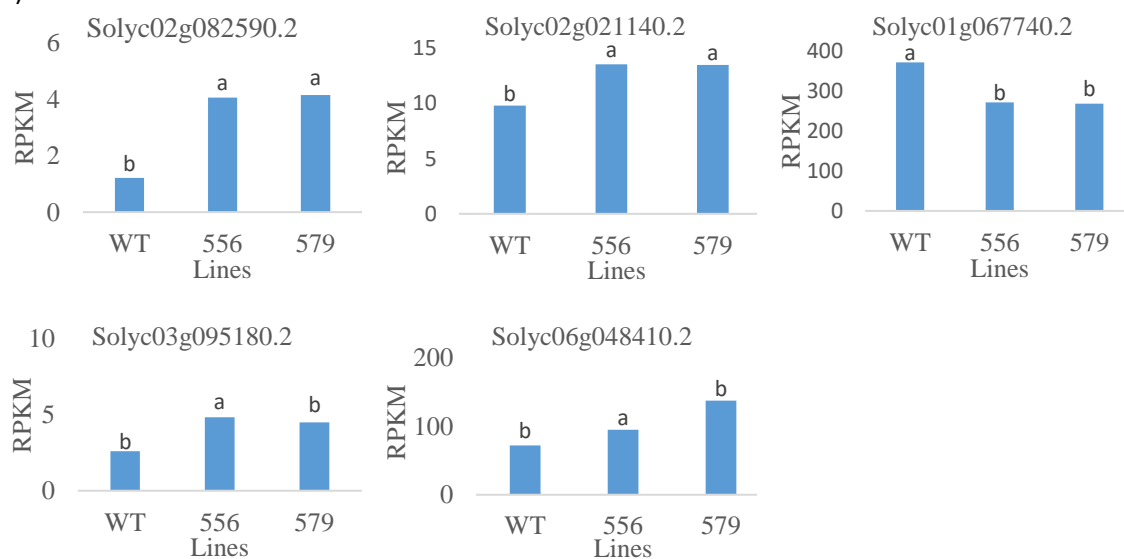 Solyc02g082590.2
6
4
2
0
RPKM
b
a
a
WT 556 579
Lines
Solyc02g021140.2
15
10
5
0
RPKM
b
a
a
WT 556 579
Lines
Solyc01g067740.2
400
300
200
100
0
RPKM
a
b
b
WT 556 579
Lines
Solyc03g095180.2
10
5
0
RPKM
b
a
b
WT 556 579
Lines
Solyc06g048410.2
200
100
0
RPKM
b
a
b
WT 556 579
Lines